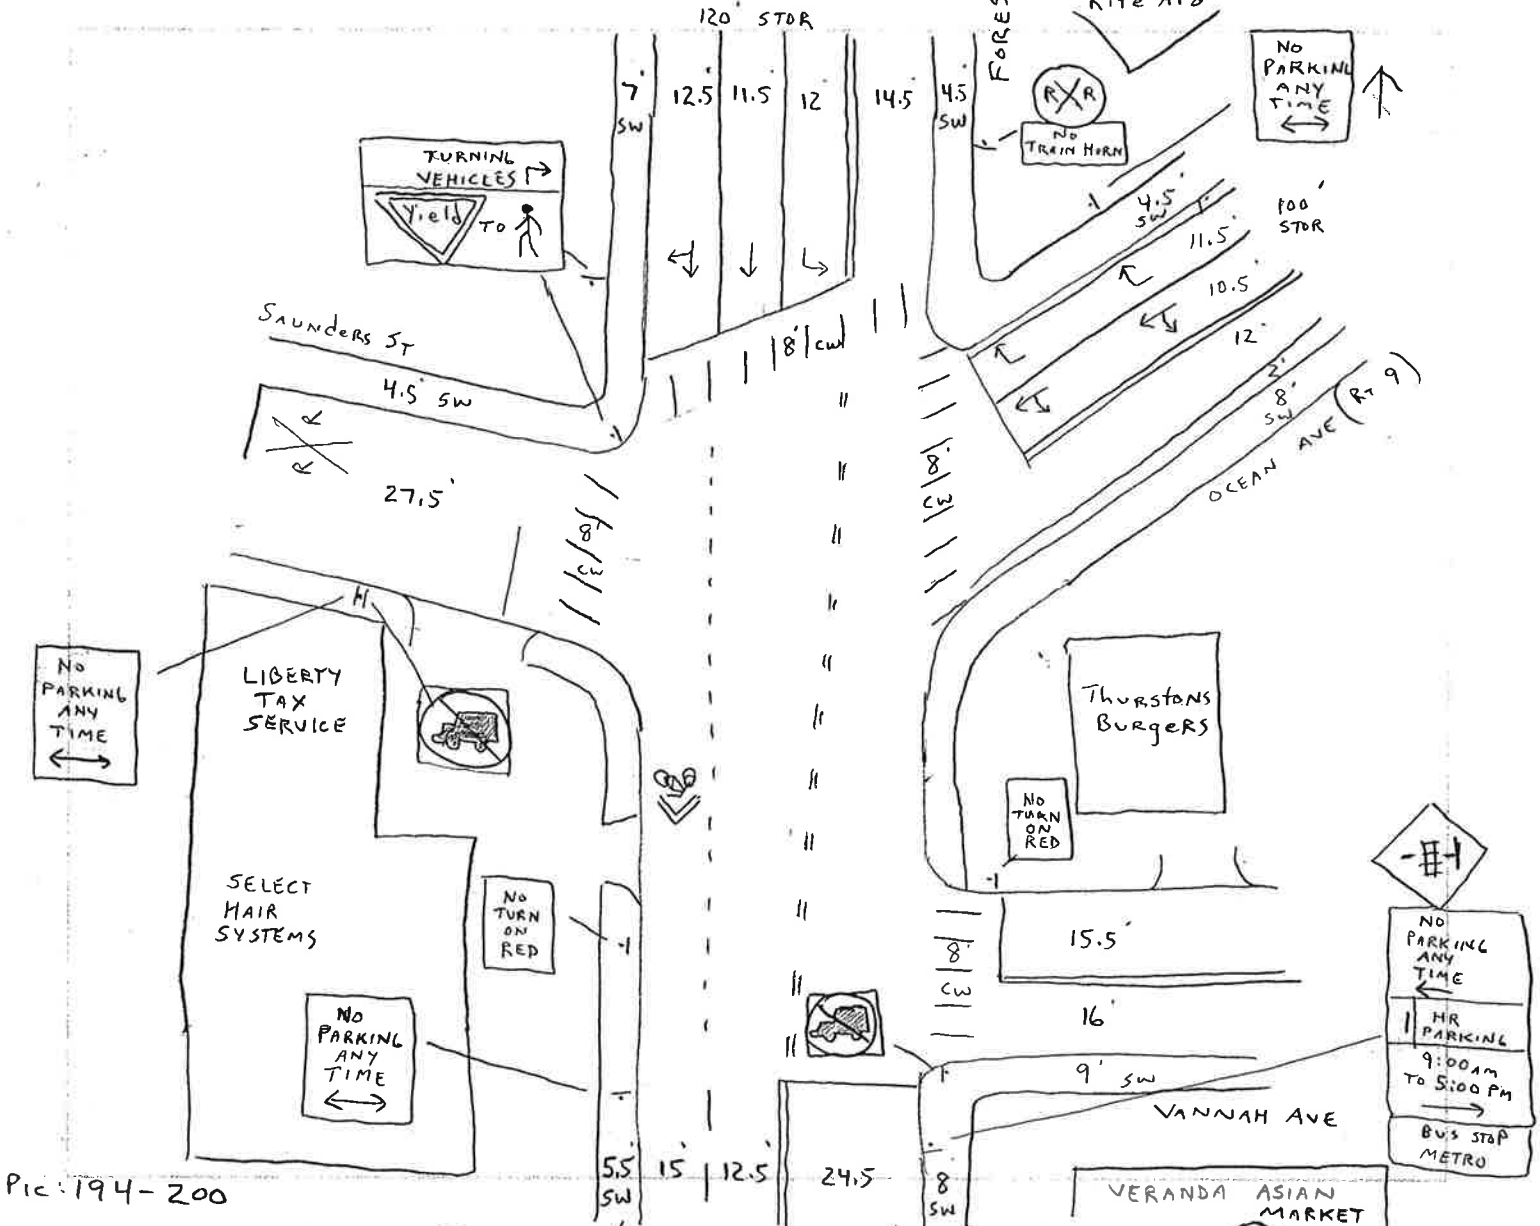 120' STOR
FORES
Rite Aid
7'
SW
12.5'
11.5'
12'
14.5'
4.5'
SW
R R
NO
TRAIN HORN
NO
PARKING
ANY
TIME
TURNING
VEHICLES
Yield
TO
4.5'
SW
11.5'
100'
STOR
10.5'
12'
2'
8'
SW
OCEAN AVE (RT 9)
SAUNDERS ST
4.5' SW
R
R
27.5'
8' CW
8'
CW
8'
CW
NO
PARKING
ANY
TIME
LIBERTY
TAX
SERVICE
Thurstons
Burgers
NO
TURN
ON
RED
SELECT
HAIR
SYSTEMS
NO
TURN
ON
RED
15.5'
8'
CW
16'
NO
PARKING
ANY
TIME
1 HR
PARKING
9:00 AM
TO 5:00 PM
BUS STOP
METRO
NO
PARKING
ANY
TIME
9' SW
VANNAH AVE
5.5'
SW
15'
12.5'
24.5
8
SW
VERANDA ASIAN
MARKET
Pic: 194-200